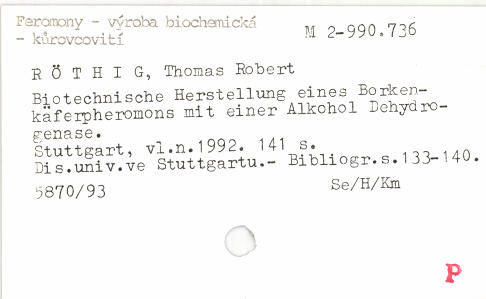 Feromony - výroba biochemická
- kůrovcovití
M 2-990.736
R Ö T H I G, Thomas Robert
Biotechnische Herstellung eines Borken-
käferpheromons mit einer Alkohol Dehydro-
genase.
Stuttgart, vl.n.1992. 141 s.
Dis.univ.ve Stuttgartu.- Bibliogr.s.133-140.
5870/93
Se/H/Km
P